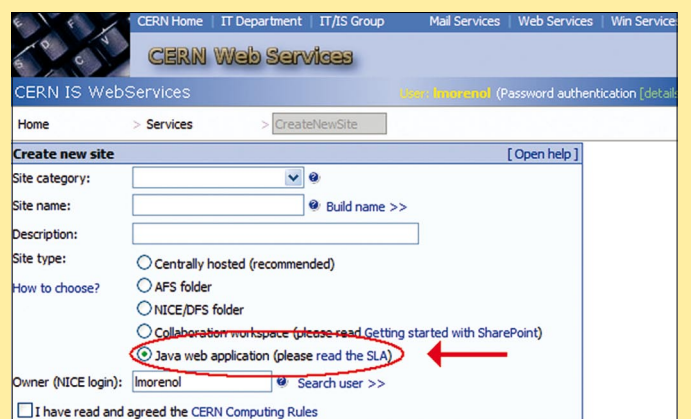 CERN Home | IT Department | IT/IS Group Mail Services | Web Services | Win Service
CERN Web Services
CERN IS WebServices User: lmorenol (Password authentication [details
Home > Services > CreateNewSite
Create new site [ Open help ]
Site category:
Site name: Build name >>
Description:
Site type: Centrally hosted (recommended)
How to choose? AFS folder
NICE/DFS folder
Collaboration workspace (please read Getting started with SharePoint)
Java web application (please read the SLA)
Owner (NICE login): lmorenol Search user >>
I have read and agreed the CERN Computing Rules